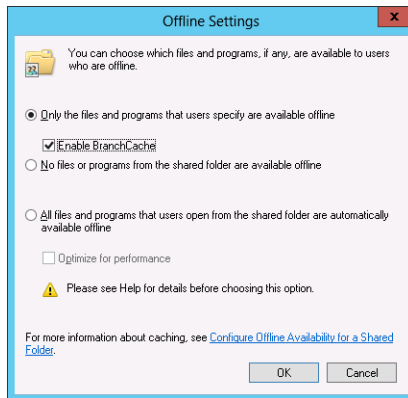 Offline Settings
x
You can choose which files and programs, if any, are available to users
who are offline.
Only the files and programs that users specify are available offline
Enable BranchCache
No files or programs from the shared folder are available offline
All files and programs that users open from the shared folder are automatically
available offline
Optimize for performance
Please see Help for details before choosing this option.
For more information about caching, see Configure Offline Availability for a Shared
Folder.
OK
Cancel